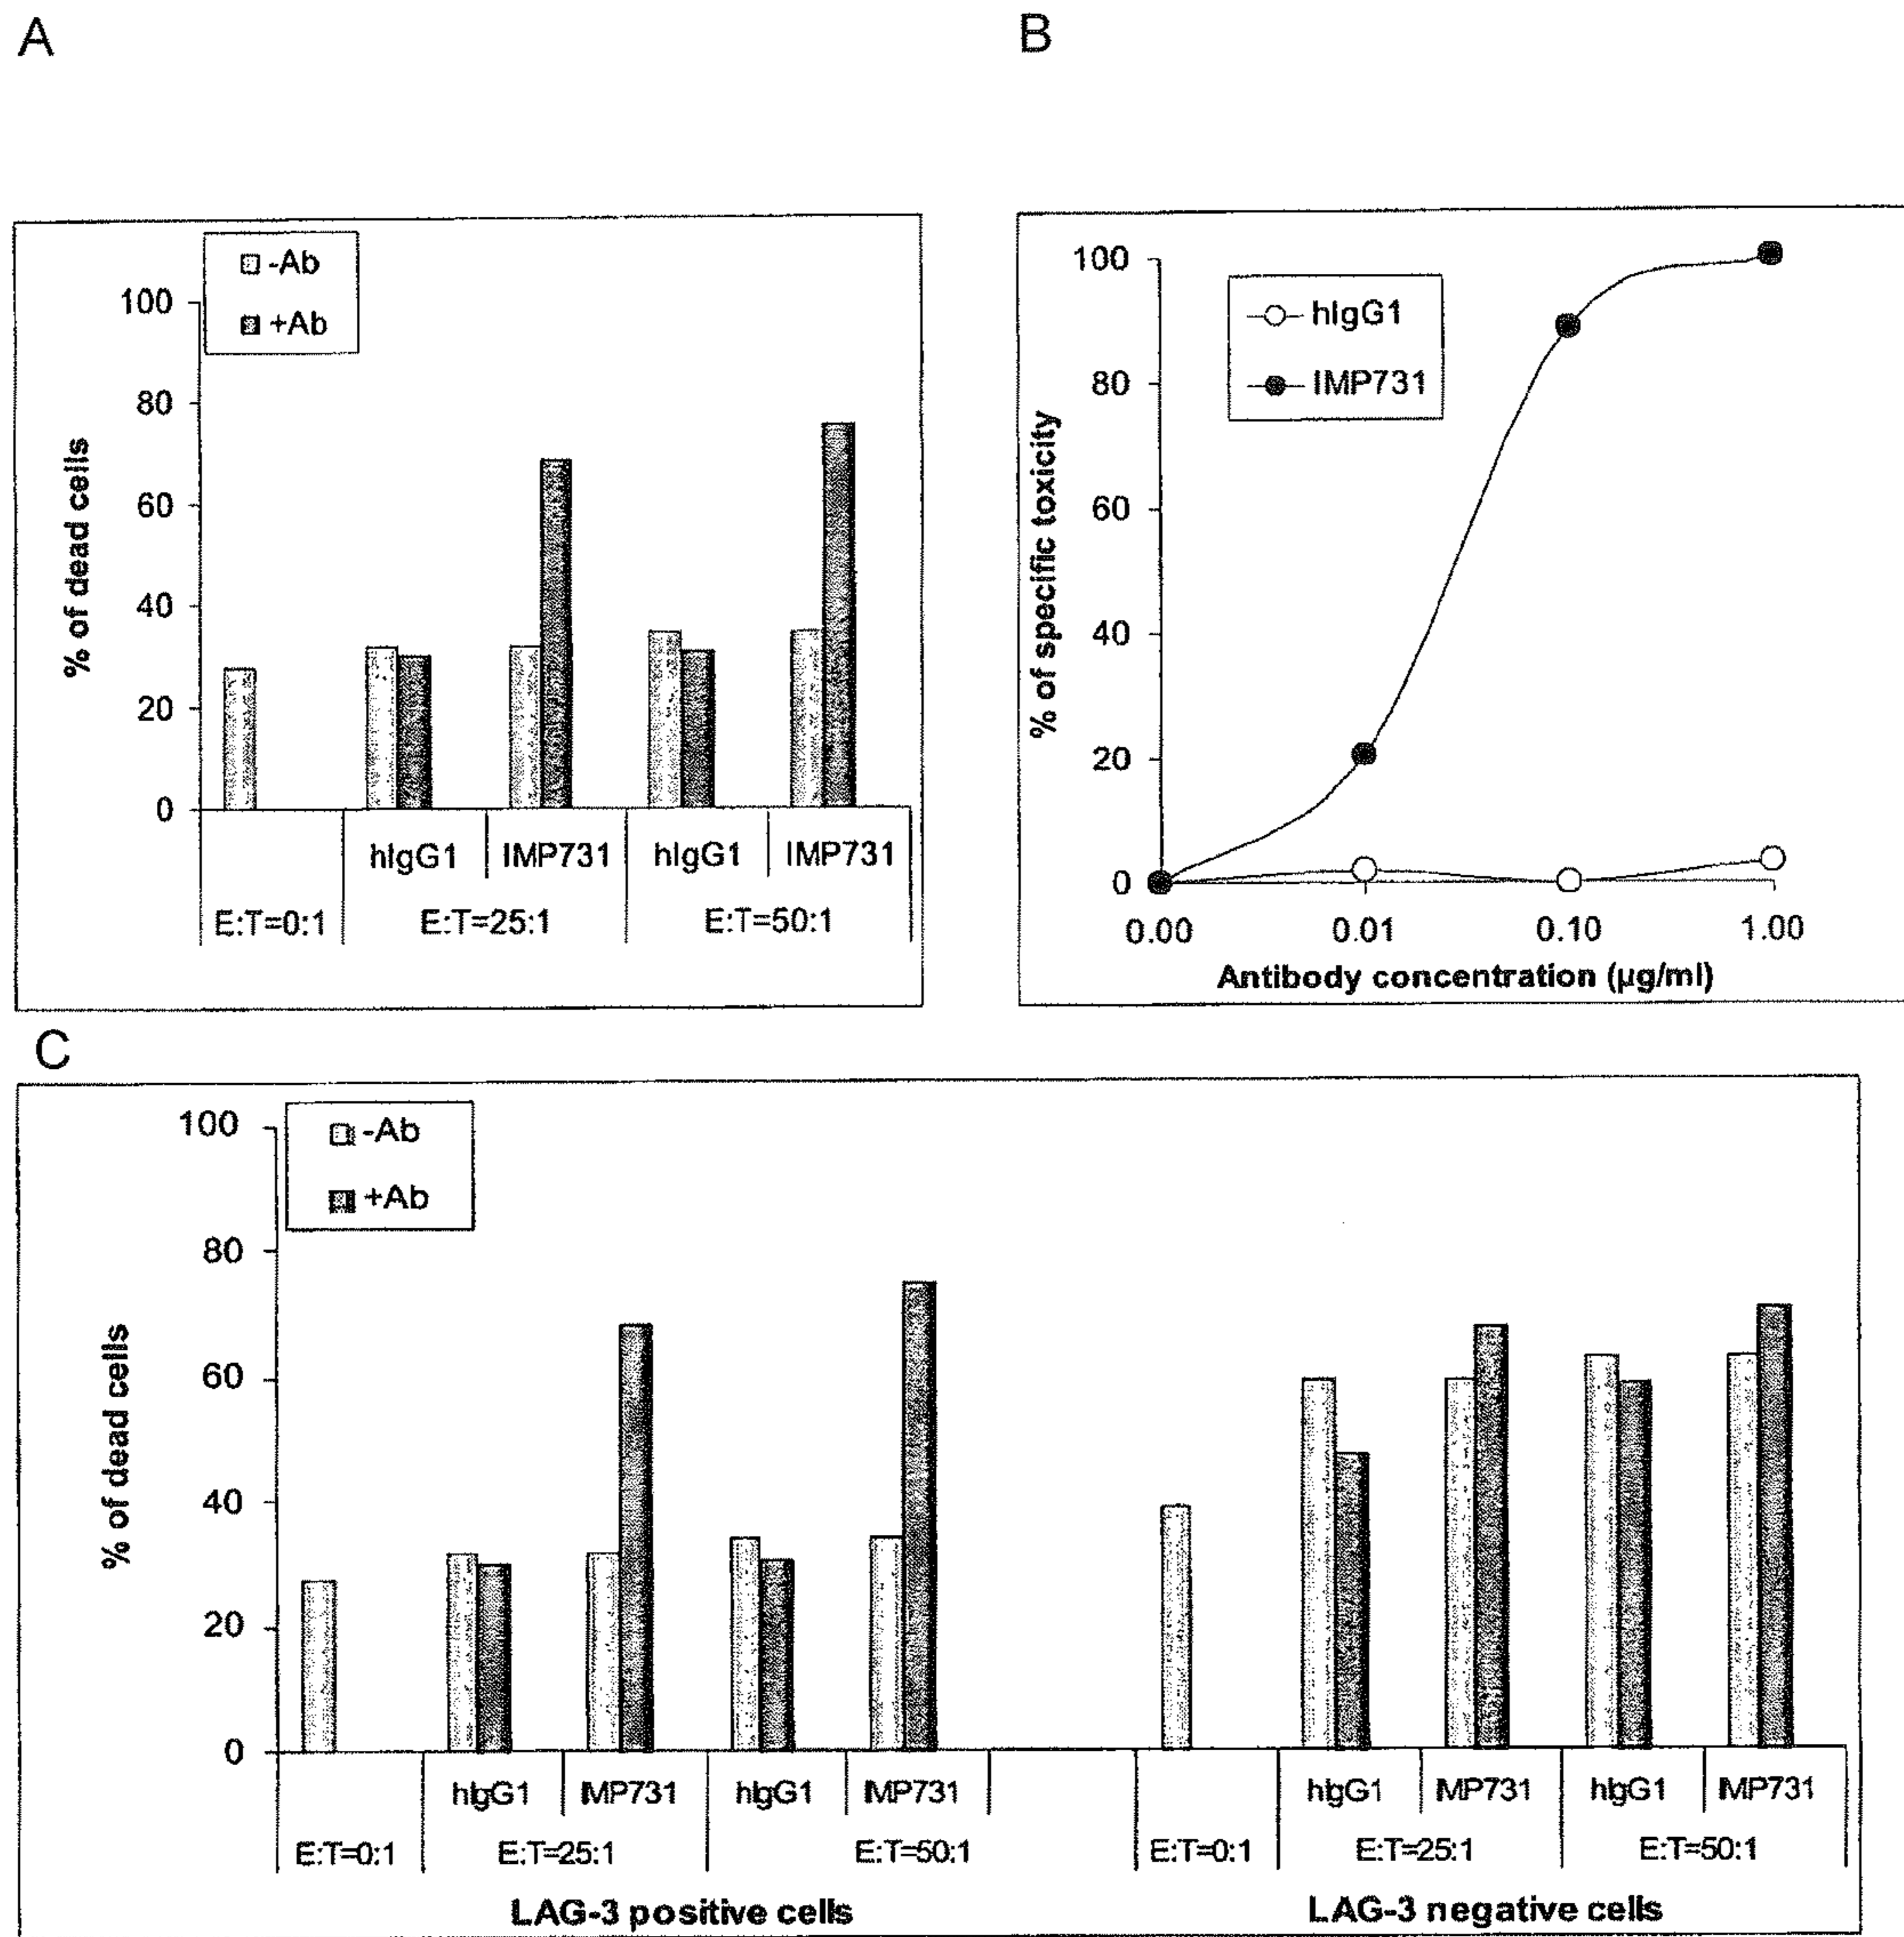 A
-Ab
+Ab
100
80
60
40
20
0
% of dead cells
hIgG1 IMP731 hIgG1 IMP731
E:T=0:1 E:T=25:1 E:T=50:1
B
hIgG1
IMP731
100
80
60
40
20
0
% of specific toxicity
0.00 0.01 0.10 1.00
Antibody concentration (µg/ml)
C
-Ab
+Ab
100
80
60
40
20
0
% of dead cells
hIgG1 IMP731 hIgG1 IMP731 hIgG1 IMP731 hIgG1 IMP731
E:T=0:1 E:T=25:1 E:T=50:1 E:T=0:1 E:T=25:1 E:T=50:1
LAG-3 positive cells LAG-3 negative cells